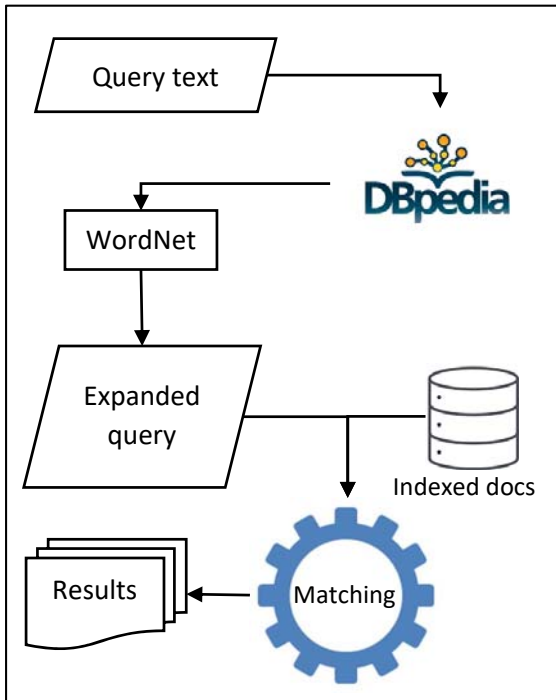 Query text
DBpedia
WordNet
Expanded
query
Indexed docs
Results
Matching